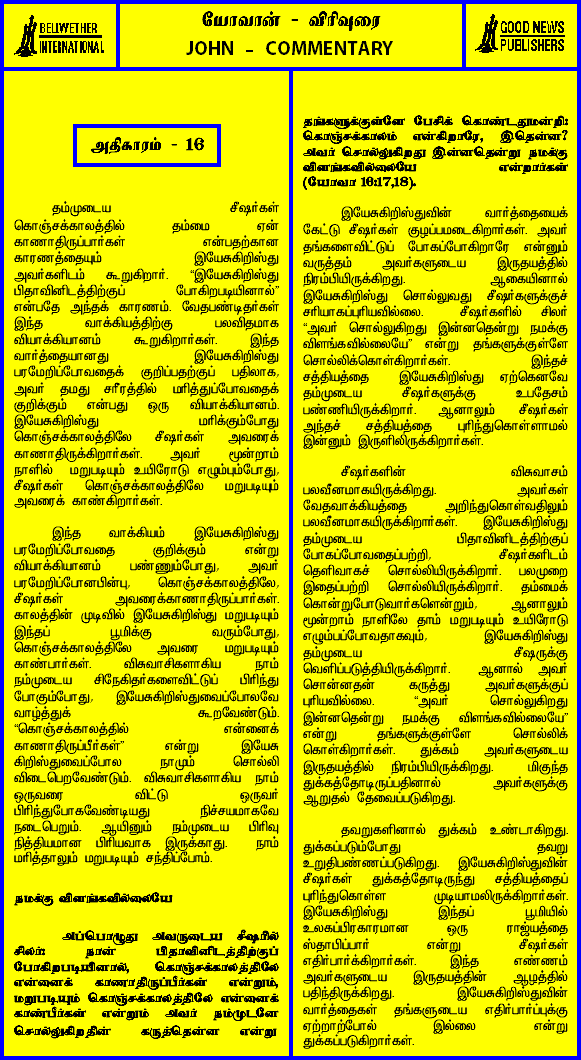 BELWETHER
INTERNATIONAL
யோவான் - விரிவுரை
JOHN - COMMENTARY
GOOD NEWS
PUBLISHERS
அதிகாரம் - 16
தம்முடைய சீஷர்கள்
கொஞ்சக்காலத்தில் தம்மை ஏன்
காணாதிருப்பார்கள் என்பதற்கான
காரணத்தையும் இயேசுகிறிஸ்து
அவர்களிடம் கூறுகிறார். “இயேசுகிறிஸ்து
பிதாவினிடத்திற்குப் போகிறபடியினால்”
என்பதே அந்தக் காரணம். வேதபண்டிதர்கள்
இந்த வாக்கியத்திற்கு பலவிதமாக
வியாக்கியானம் கூறுகிறார்கள். இந்த
வார்த்தையானது இயேசுகிறிஸ்து
பரமேறிப்போவதைக் குறிப்பதற்குப் பதிலாக,
அவர் தமது சரீரத்தில் மரித்துப்போவதைக்
குறிக்கும் என்பது ஒரு வியாக்கியானம்.
இயேசுகிறிஸ்து மரிக்கும்போது
கொஞ்சக்காலத்திலே சீஷர்கள் அவரைக்
காணாதிருக்கிறார்கள். அவர் மூன்றாம்
நாளில் மறுபடியும் உயிரோடு எழும்பும்போது,
சீஷர்கள் கொஞ்சக்காலத்திலே மறுபடியும்
அவரைக் காண்கிறார்கள்.
இந்த வாக்கியம் இயேசுகிறிஸ்து
பரமேறிப்போவதை குறிக்கும் என்று
வியாக்கியானம் பண்ணும்போது, அவர்
பரமேறிப்போனபின்பு, கொஞ்சக்காலத்திலே,
சீஷர்கள் அவரைக்காணாதிருப்பார்கள்.
காலத்தின் முடிவில் இயேசுகிறிஸ்து மறுபடியும்
இந்தப் பூமிக்கு வரும்போது,
கொஞ்சக்காலத்திலே அவரை மறுபடியும்
காண்பார்கள். விசுவாசிகளாகிய நாம்
நம்முடைய சிநேகிதர்களைவிட்டுப் பிரிந்து
போகும்போது, இயேசுகிறிஸ்துவைப்போலவே
வாழ்த்துக் கூறவேண்டும்.
“கொஞ்சக்காலத்தில் என்னைக்
காணாதிருப்பீர்கள்” என்று இயேசு
கிறிஸ்துவைப்போல நாமும் சொல்லி
விடைபெறவேண்டும். விசுவாசிகளாகிய நாம்
ஒருவரை விட்டு ஒருவர்
பிரிந்துபோகவேண்டியது நிச்சயமாகவே
நடைபெறும். ஆயினும் நம்முடைய பிரிவு
நித்தியமான பிரிவாக இருக்காது. நாம்
மரித்தாலும் மறுபடியும் சந்திப்போம்.
நமக்கு விளங்கவில்லையே
அப்பொழுது அவருடைய சீஷரில்
சிலர்: நான் பிதாவினிடத்திற்குப்
போகிறபடியினால், கொஞ்சக்காலத்திலே
என்னைக் காணாதிருப்பீர்கள் என்றும்,
மறுபடியும் கொஞ்சக்காலத்திலே என்னைக்
காண்பீர்கள் என்றும் அவர் நம்முடனே
சொல்லுகிறதின் கருத்தென்ன என்று
தங்களுக்குள்ளே பேசிக் கொண்டதுமன்றி:
கொஞ்சக்காலம் என்கிறாரே, இதென்ன?
அவர் சொல்லுகிறது இன்னதென்று நமக்கு
விளங்கவில்லையே என்றார்கள்
(யோவா 16:17,18).
இயேசுகிறிஸ்துவின் வார்த்தையைக்
கேட்டு சீஷர்கள் குழப்பமடைகிறார்கள். அவர்
தங்களைவிட்டுப் போகப்போகிறாரே என்னும்
வருத்தம் அவர்களுடைய இருதயத்தில்
நிரம்பியிருக்கிறது. ஆகையினால்
இயேசுகிறிஸ்து சொல்லுவது சீஷர்களுக்குச்
சரியாகப்புரியவில்லை. சீஷர்களில் சிலர்
“அவர் சொல்லுகிறது இன்னதென்று நமக்கு
விளங்கவில்லையே” என்று தங்களுக்குள்ளே
சொல்லிக்கொள்கிறார்கள். இந்தச்
சத்தியத்தை இயேசுகிறிஸ்து ஏற்கெனவே
தம்முடைய சீஷர்களுக்கு உபதேசம்
பண்ணியிருக்கிறார். ஆனாலும் சீஷர்கள்
அந்தச் சத்தியத்தை புரிந்துகொள்ளாமல்
இன்னும் இருளிலிருக்கிறார்கள்.
சீஷர்களின் விசுவாசம்
பலவீனமாகயிருக்கிறது. அவர்கள்
வேதவாக்கியத்தை அறிந்துகொள்வதிலும்
பலவீனமாகயிருக்கிறார்கள். இயேசுகிறிஸ்து
தம்முடைய பிதாவினிடத்திற்குப்
போகப்போவதைப்பற்றி, சீஷர்களிடம்
தெளிவாகச் சொல்லியிருக்கிறார். பலமுறை
இதைப்பற்றி சொல்லியிருக்கிறார். தம்மைக்
கொன்றுபோடுவார்களென்றும், ஆனாலும்
மூன்றாம் நாளிலே தாம் மறுபடியும் உயிரோடு
எழும்பப்போவதாகவும், இயேசுகிறிஸ்து
தம்முடைய சீஷருக்கு
வெளிப்படுத்தியிருக்கிறார். ஆனால் அவர்
சொன்னதன் கருத்து அவர்களுக்குப்
புரியவில்லை. “அவர் சொல்லுகிறது
இன்னதென்று நமக்கு விளங்கவில்லையே”
என்று தங்களுக்குள்ளே சொல்லிக்
கொள்கிறார்கள். துக்கம் அவர்களுடைய
இருதயத்தில் நிரம்பியிருக்கிறது. மிகுந்த
துக்கத்தோடிருப்பதினால் அவர்களுக்கு
ஆறுதல் தேவைப்படுகிறது.
தவறுகளினால் துக்கம் உண்டாகிறது.
துக்கப்படும்போது தவறு
உறுதிபண்ணப்படுகிறது. இயேசுகிறிஸ்துவின்
சீஷர்கள் துக்கத்தோடிருந்து சத்தியத்தைப்
புரிந்துகொள்ள முடியாமலிருக்கிறார்கள்.
இயேசுகிறிஸ்து இந்தப் பூமியில்
உலகப்பிரகாரமான ஒரு ராஜ்யத்தை
ஸ்தாபிப்பார் என்று சீஷர்கள்
எதிர்பார்க்கிறார்கள். இந்த எண்ணம்
அவர்களுடைய இருதயத்தின் ஆழத்தில்
பதிந்திருக்கிறது. இயேசுகிறிஸ்துவின்
வார்த்தைகள் தங்களுடைய எதிர்பார்ப்புக்கு
ஏற்றாற்போல் இல்லை என்று
துக்கப்படுகிறார்கள்.